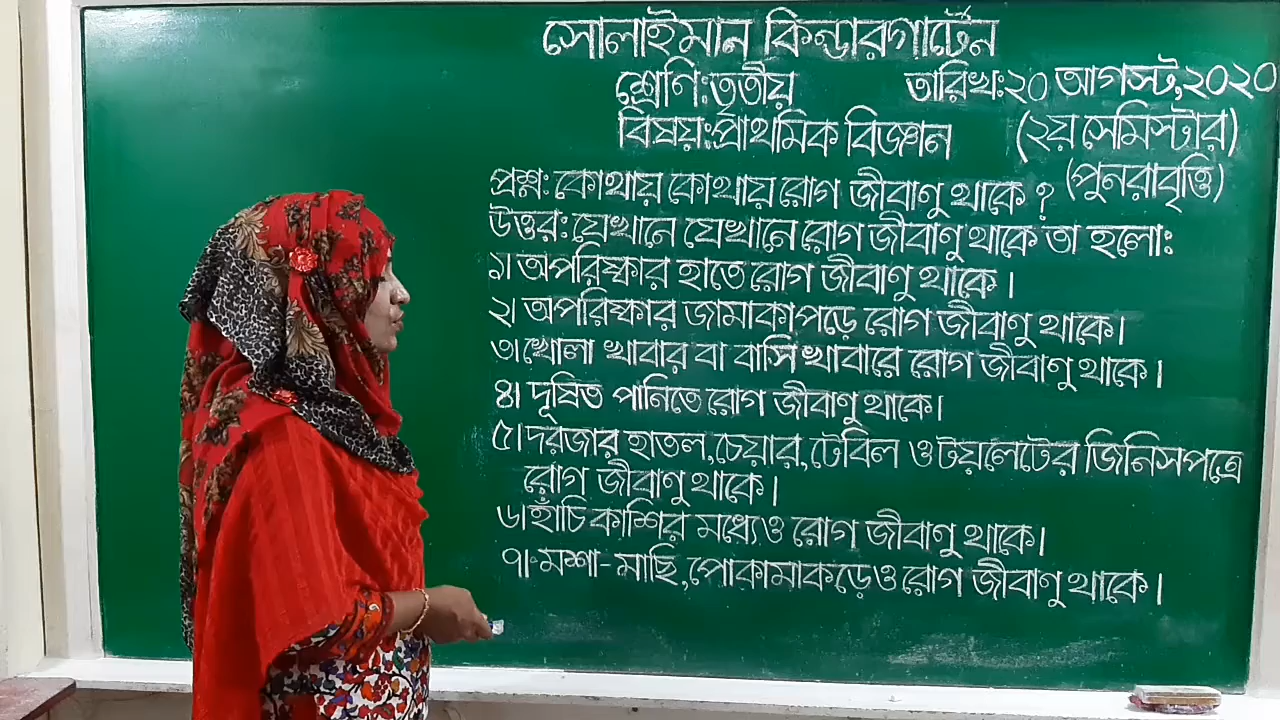 সোলাইমান কিন্ডারগার্টেন
শ্রেণি:তৃতীয় তারিখ:২০ আগস্ট,২০২০
বিষয়:প্রাথমিক বিজ্ঞান (২য় সেমিস্টার)
(পুনরাবৃত্তি)
প্রশ্ন: কোথায় কোথায় রোগ জীবাণু থাকে ?
উত্তর: যেখানে যেখানে রোগ জীবাণু থাকে তা হলো:
১। অপরিষ্কার হাতে রোগ জীবাণু থাকে।
২। অপরিষ্কার জামাকাপড়ে রোগ জীবাণু থাকে।
৩। খোলা খাবার বা বাসি খাবারে রোগ জীবাণু থাকে।
৪। দূষিত পানিতে রোগ জীবাণু থাকে।
৫। দরজার হাতল,চেয়ার,টেবিল ও টয়লেটের জিনিসপত্রে
রোগ জীবাণু থাকে।
৬। হাঁচি কাশির মধ্যেও রোগ জীবাণু থাকে।
৭। মশা-মাছি,পোকামাকড়েও রোগ জীবাণু থাকে।